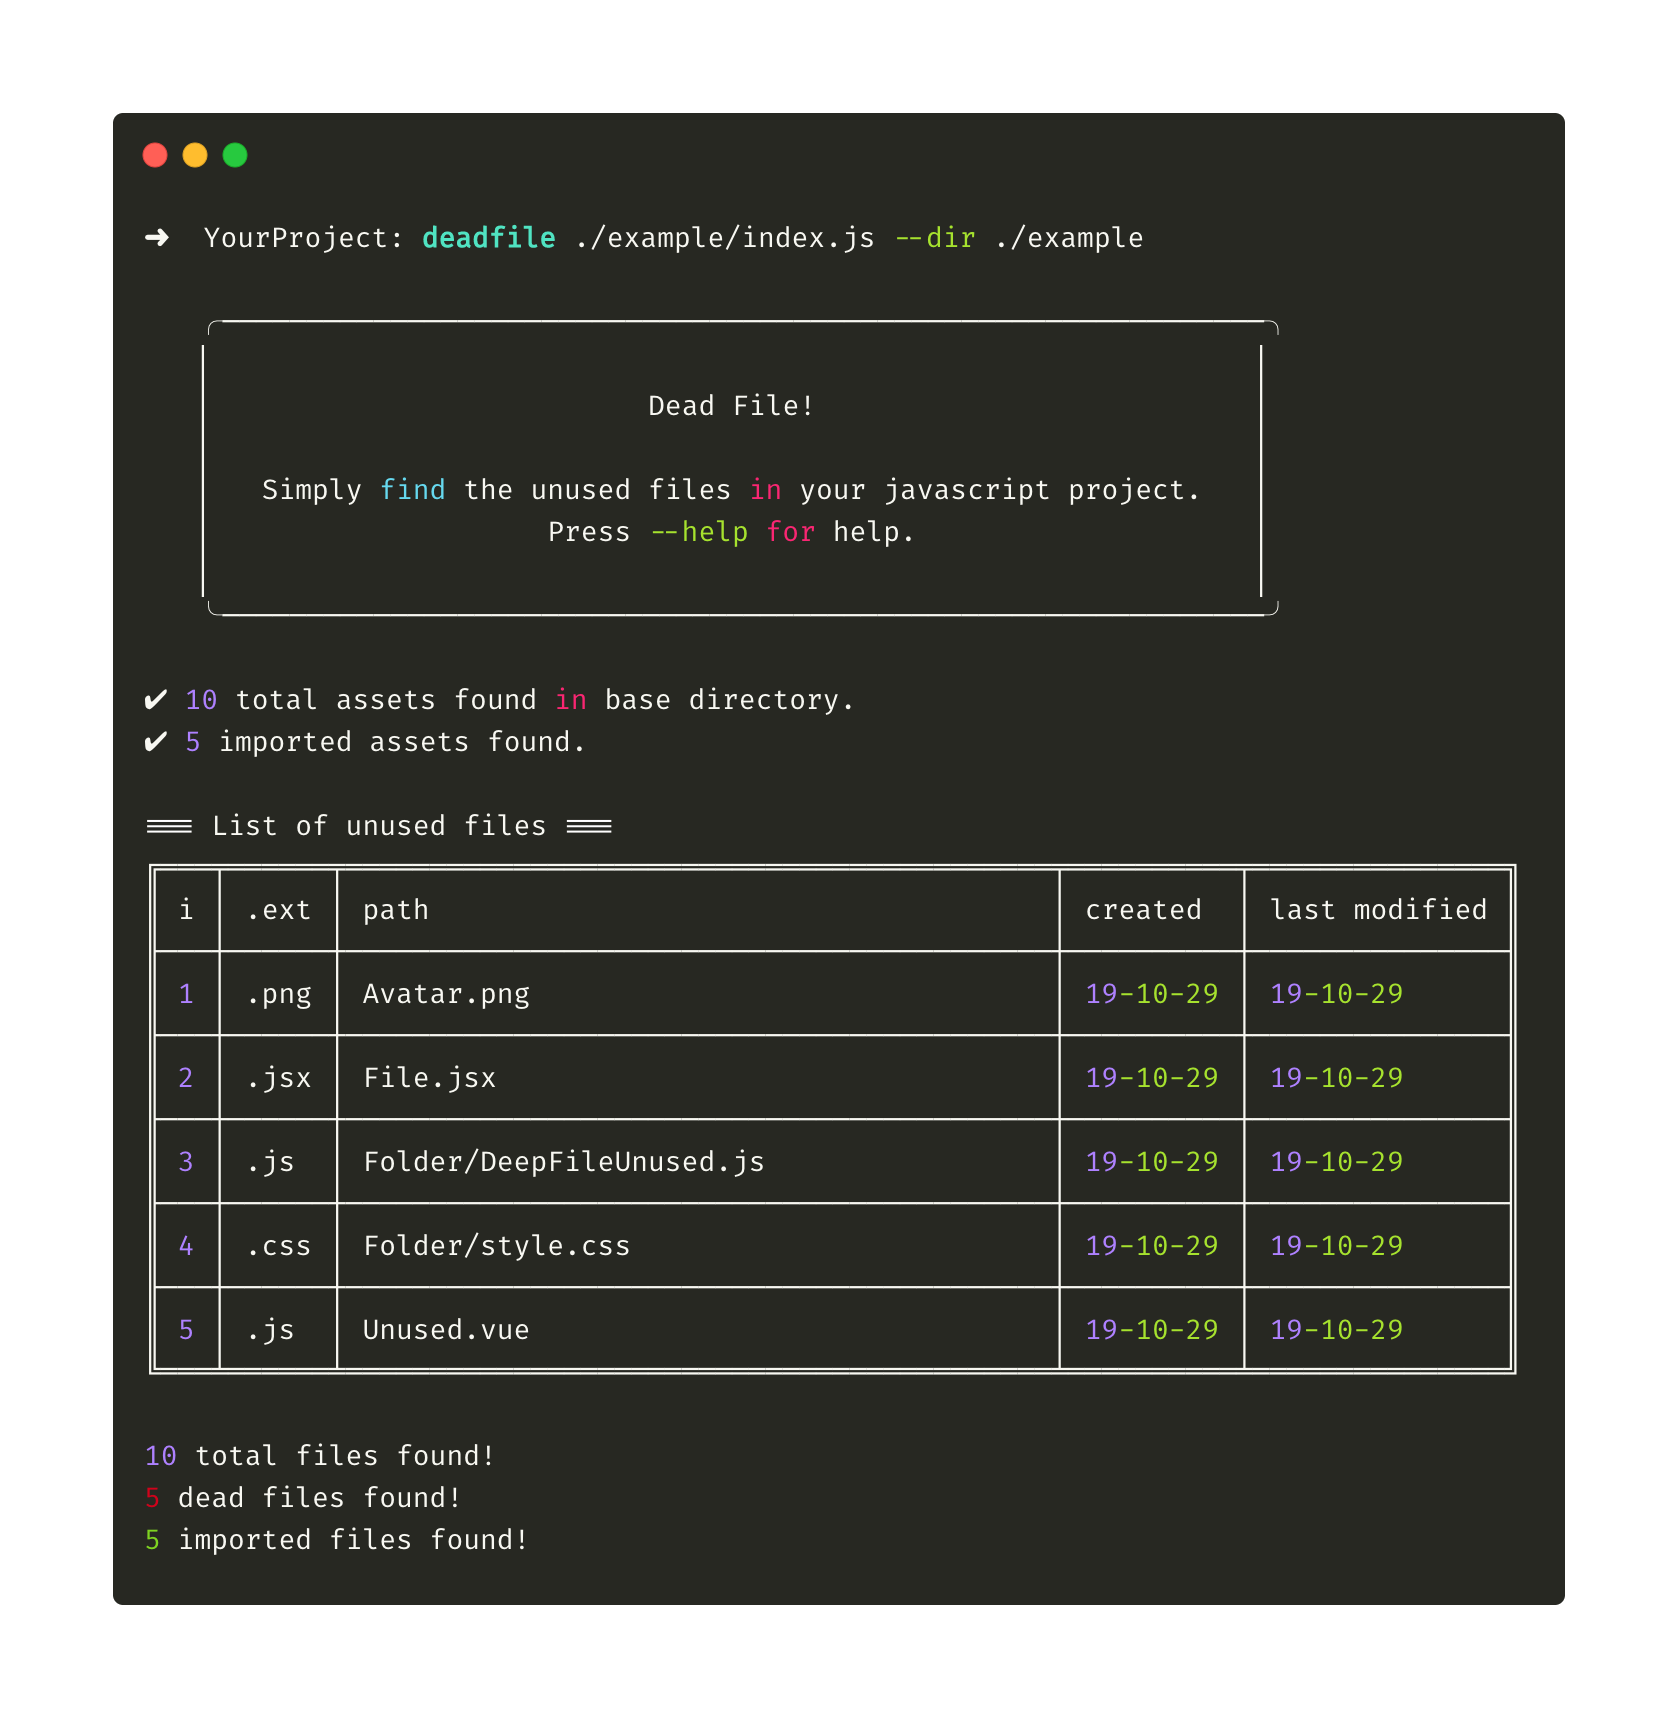 ➜  YourProject: deadfile ./example/index.js --dir ./example
Dead File!
Simply find the unused files in your javascript project.
Press --help for help.
✔ 10 total assets found in base directory.
✔ 5 imported assets found.
=== List of unused files ===
i .ext path created last modified
1 .png Avatar.png 19-10-29 19-10-29
2 .jsx File.jsx 19-10-29 19-10-29
3 .js Folder/DeepFileUnused.js 19-10-29 19-10-29
4 .css Folder/style.css 19-10-29 19-10-29
5 .js Unused.vue 19-10-29 19-10-29
10 total files found!
5 dead files found!
5 imported files found!